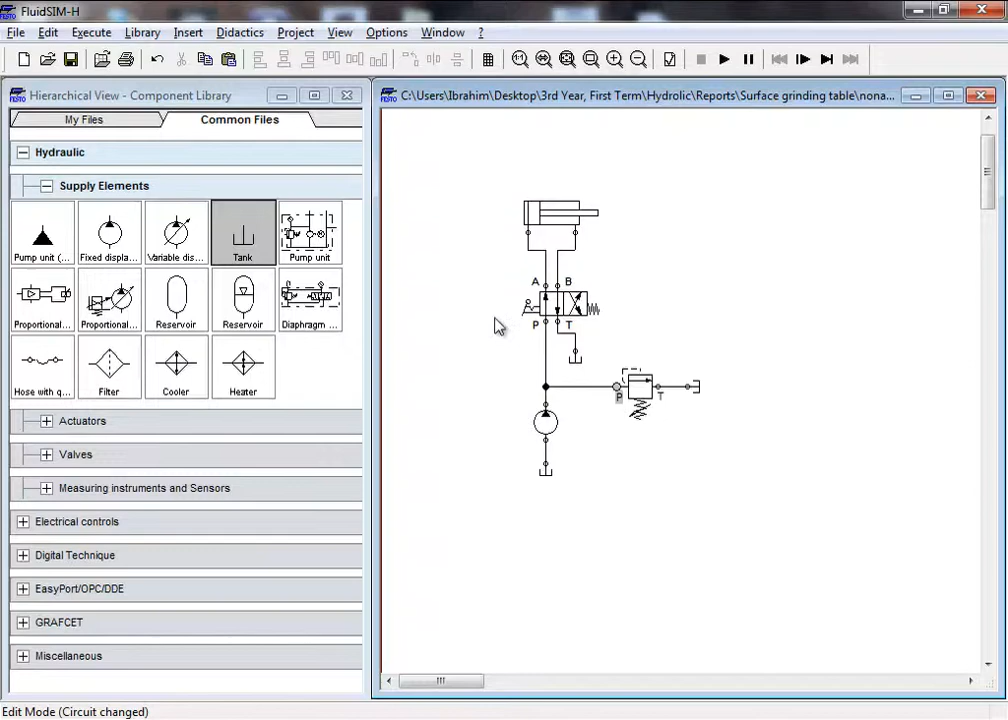 FluidSIM-H
FESTO
File Edit Execute Library Insert Didactics Project View Options Window ?
Hierarchical View - Component Library
C:\Users\Ibrahim\Desktop\3rd Year, First Term\Hydrolic\Reports\Surface grinding table\nona...
My Files Common Files
Hydraulic
Supply Elements
Pump unit (... Fixed displa... Variable dis... Tank Pump unit
Proportional... Proportional... Reservoir Reservoir Diaphragm ...
Hose with q... Filter Cooler Heater
Actuators
Valves
Measuring instruments and Sensors
Electrical controls
Digital Technique
EasyPort/OPC/DDE
GRAFCET
Miscellaneous
A B
P T
P T
Edit Mode (Circuit changed)